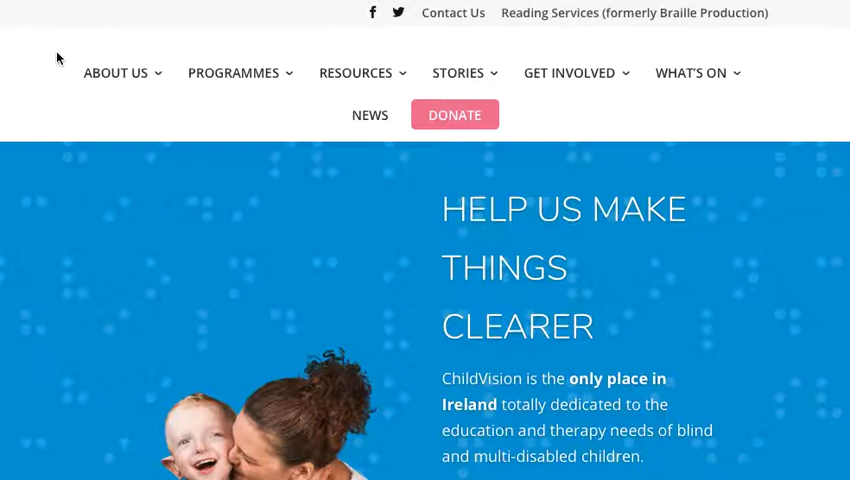 Contact Us Reading Services (formerly Braille Production)
ABOUT US PROGRAMMES RESOURCES STORIES GET INVOLVED WHAT'S ON
NEWS DONATE
HELP US MAKE
THINGS
CLEARER
ChildVision is the only place in
Ireland totally dedicated to the
education and therapy needs of blind
and multi-disabled children.